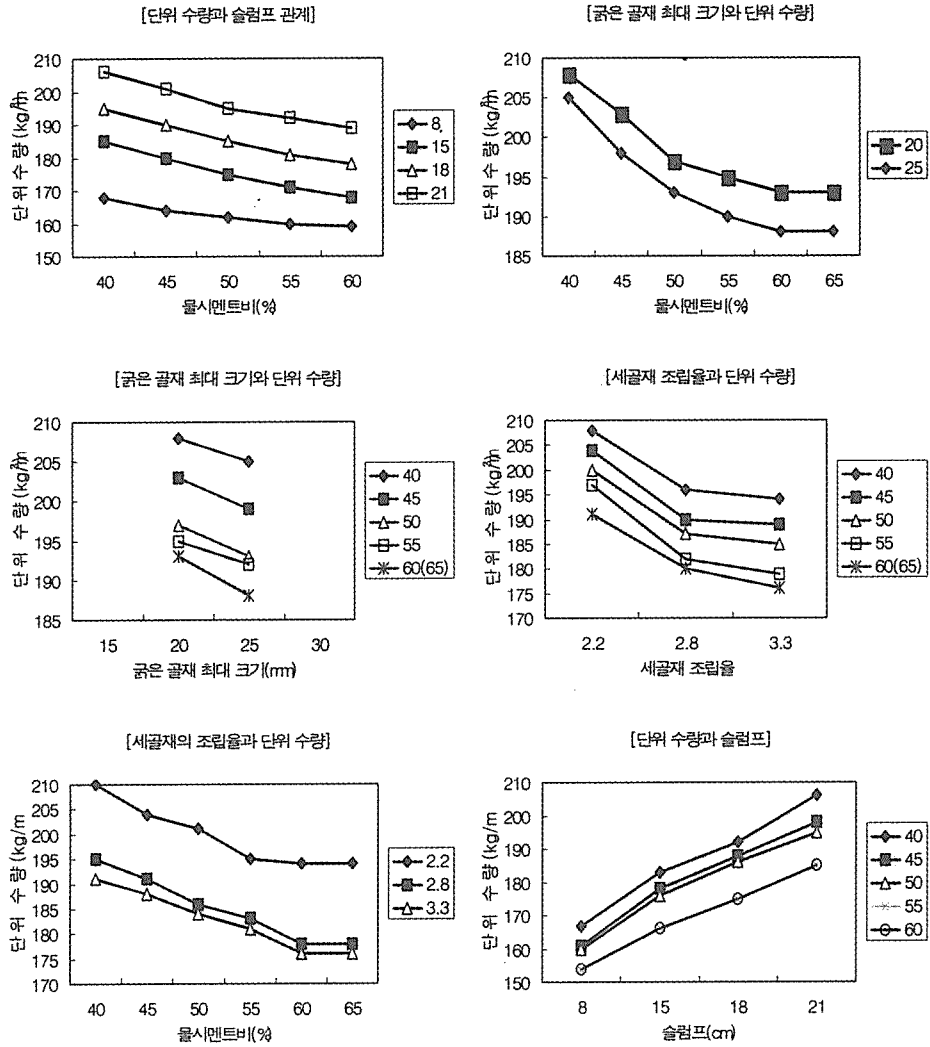 [단위 수량과 슬럼프 관계]
210
200
190
180
170
160
150
단위 수량 (kg/㎥)
40 45 50 55 60
물시멘트비(%)
8
15
18
21
[굵은 골재 최대 크기와 단위 수량]
210
205
200
195
190
185
단위 수량 (kg/㎥)
40 45 50 55 60 65
물시멘트비(%)
20
25
[굵은 골재 최대 크기와 단위 수량]
210
205
200
195
190
185
단위 수량 (kg/㎥)
15 20 25 30
굵은 골재 최대 크기(mm)
40
45
50
55
60(65)
[세골재 조립율과 단위 수량]
210
205
200
195
190
185
180
175
170
단위 수량 (kg/㎥)
2.2 2.8 3.3
세골재 조립율
40
45
50
55
60(65)
[세골재의 조립율과 단위 수량]
210
205
200
195
190
185
180
175
170
단위 수량 (kg/m
40 45 50 55 60 65
물시멘트비(%)
2.2
2.8
3.3
[단위 수량과 슬럼프]
210
200
190
180
170
160
150
단위 수량 (kg/m
8 15 18 21
슬럼프(cm)
40
45
50
55
60